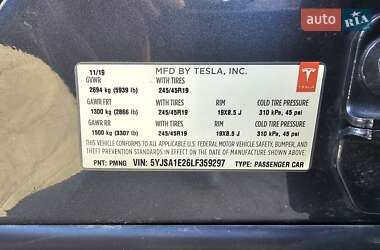 auto RIA
11/19 MFD BY TESLA, INC.
GVWR WITH TIRES
2694 kg (5939 lb) 245/45R19
GAWR FRT WITH TIRES RIM COLD TIRE PRESSURE
1300 kg (2866 lb) 245/45R19 19X8.5 J 310 kPa, 45 psi
GAWR RR WITH TIRES RIM COLD TIRE PRESSURE
1500 kg (3307 lb) 245/45R19 19X8.5 J 310 kPa, 45 psi
THIS VEHICLE CONFORMS TO ALL APPLICABLE FEDERAL MOTOR
VEHICLE SAFETY, BUMPER, AND THEFT PREVENTION STANDARDS
IN EFFECT ON THE DATE OF MANUFACTURE SHOWN ABOVE.
PNT: PMNG VIN: 5YJSA1E26LF359297 TYPE: PASSENGER CAR
TESLA